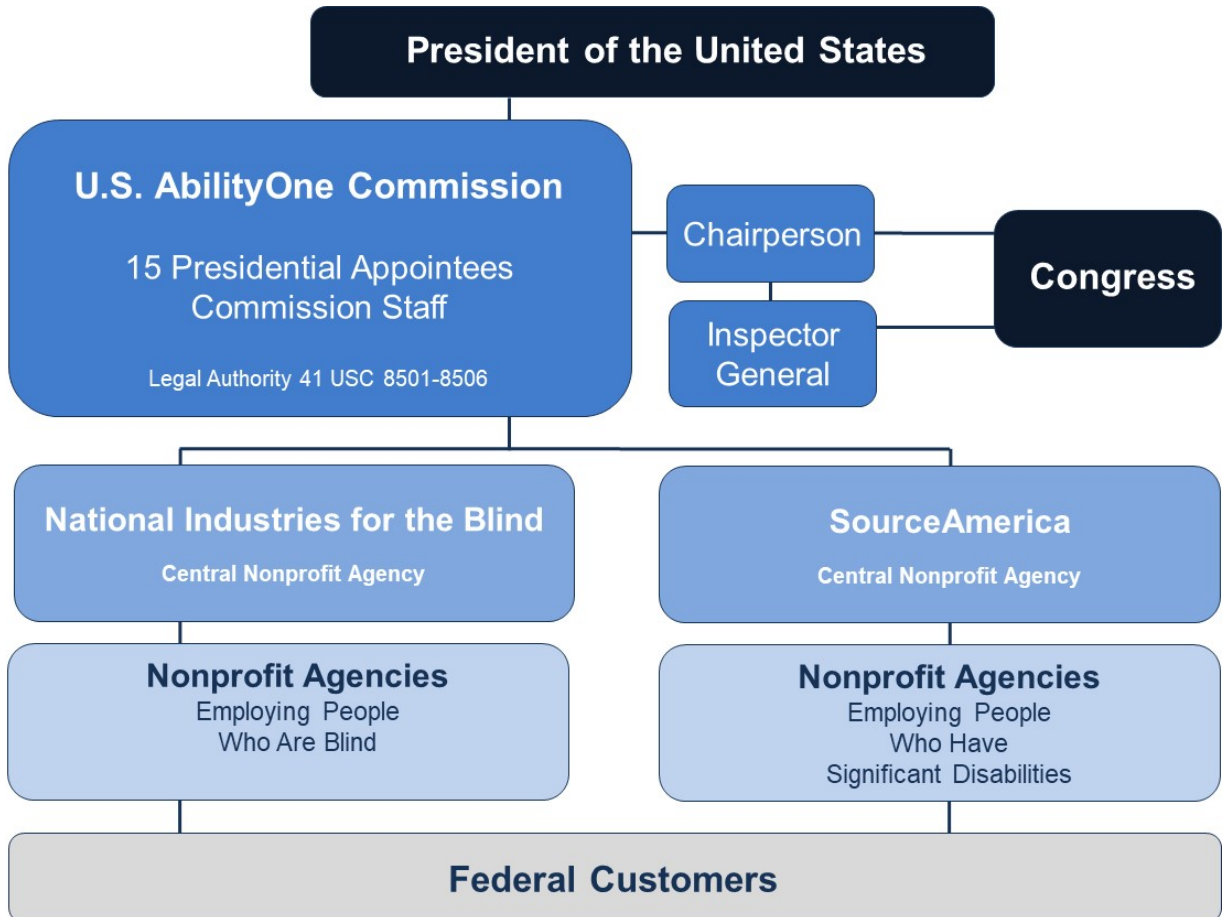 President of the United States
U.S. AbilityOne Commission
15 Presidential Appointees
Commission Staff
Legal Authority 41 USC 8501-8506
Chairperson
Inspector
General
Congress
National Industries for the Blind
Central Nonprofit Agency
SourceAmerica
Central Nonprofit Agency
Nonprofit Agencies
Employing People
Who Are Blind
Nonprofit Agencies
Employing People
Who Have
Significant Disabilities
Federal Customers